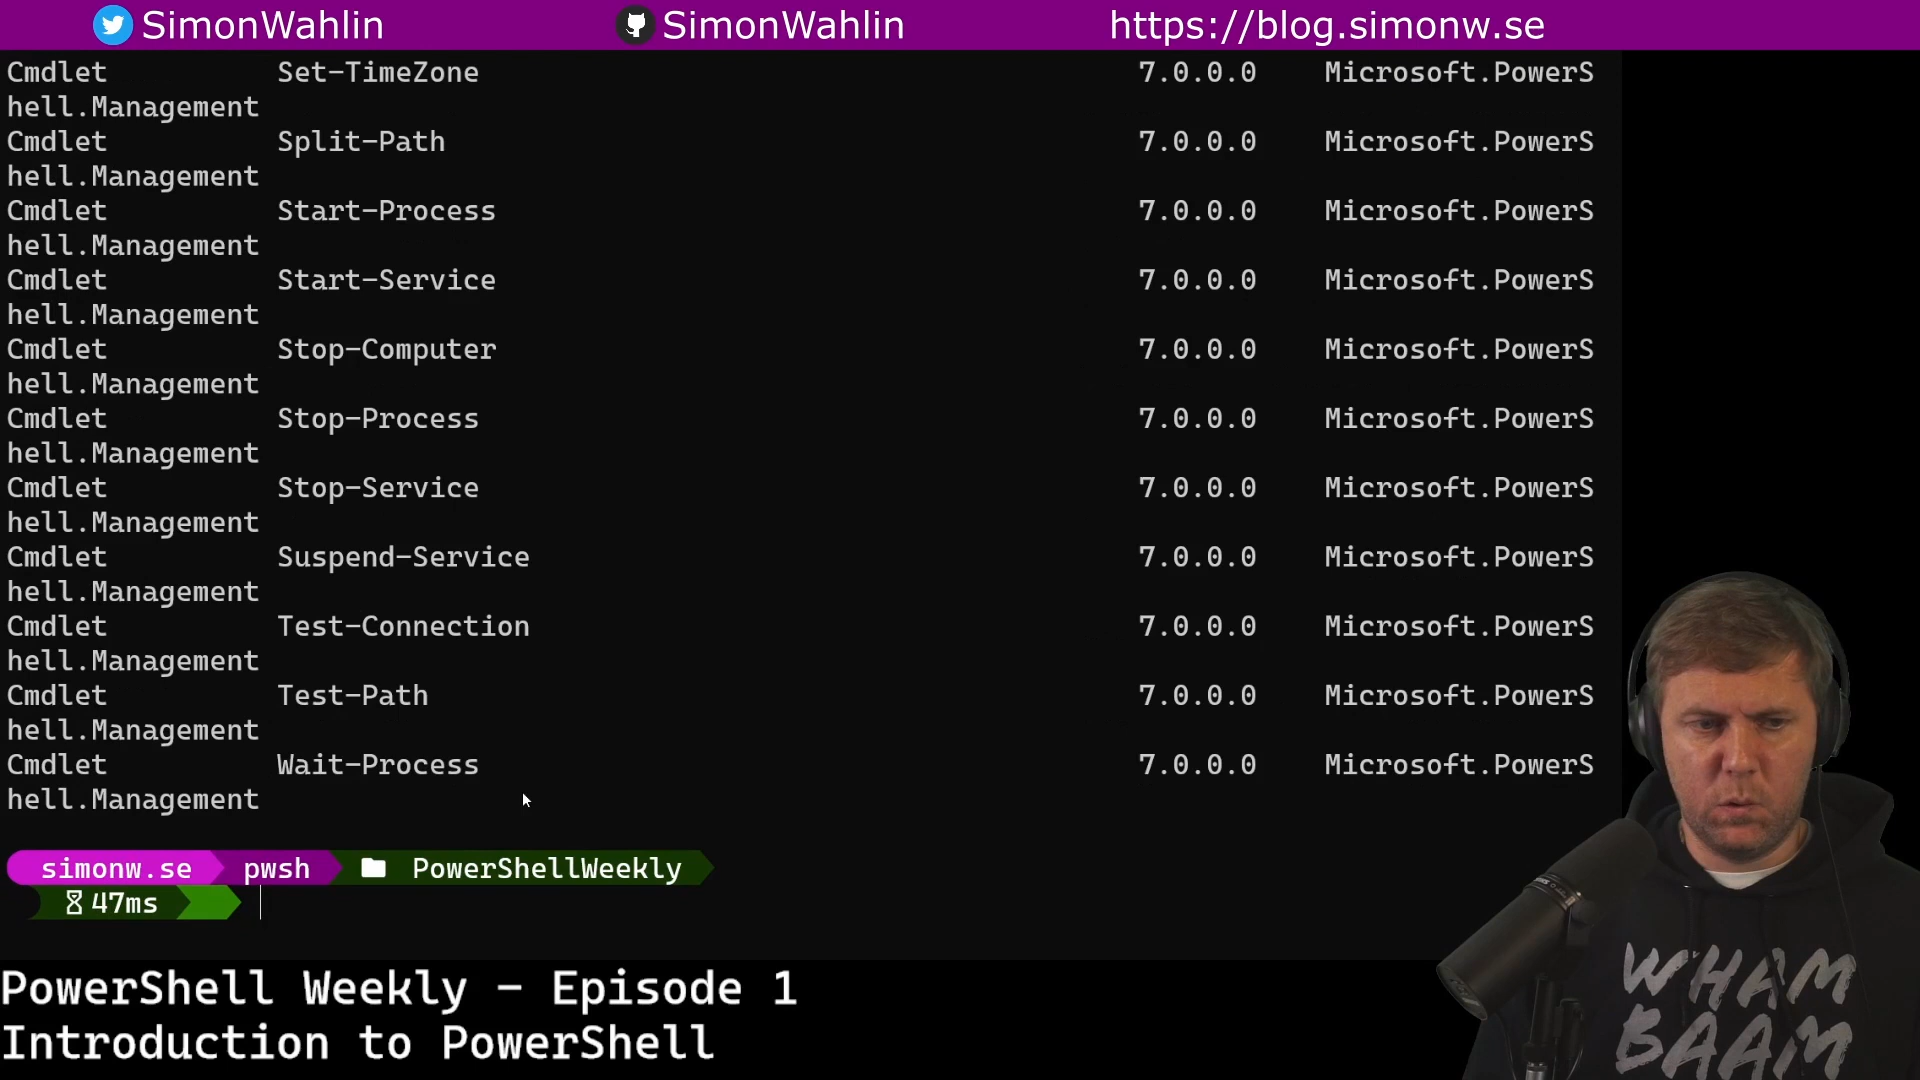 SimonWahlin SimonWahlin https://blog.simonw.se
Cmdlet Set-TimeZone 7.0.0.0 Microsoft.PowerS
hell.Management
Cmdlet Split-Path 7.0.0.0 Microsoft.PowerS
hell.Management
Cmdlet Start-Process 7.0.0.0 Microsoft.PowerS
hell.Management
Cmdlet Start-Service 7.0.0.0 Microsoft.PowerS
hell.Management
Cmdlet Stop-Computer 7.0.0.0 Microsoft.PowerS
hell.Management
Cmdlet Stop-Process 7.0.0.0 Microsoft.PowerS
hell.Management
Cmdlet Stop-Service 7.0.0.0 Microsoft.PowerS
hell.Management
Cmdlet Suspend-Service 7.0.0.0 Microsoft.PowerS
hell.Management
Cmdlet Test-Connection 7.0.0.0 Microsoft.PowerS
hell.Management
Cmdlet Test-Path 7.0.0.0 Microsoft.PowerS
hell.Management
Cmdlet Wait-Process 7.0.0.0 Microsoft.PowerS
hell.Management
simonw.se pwsh PowerShellWeekly
47ms
PowerShell Weekly - Episode 1
Introduction to PowerShell
WHAM
BAAM